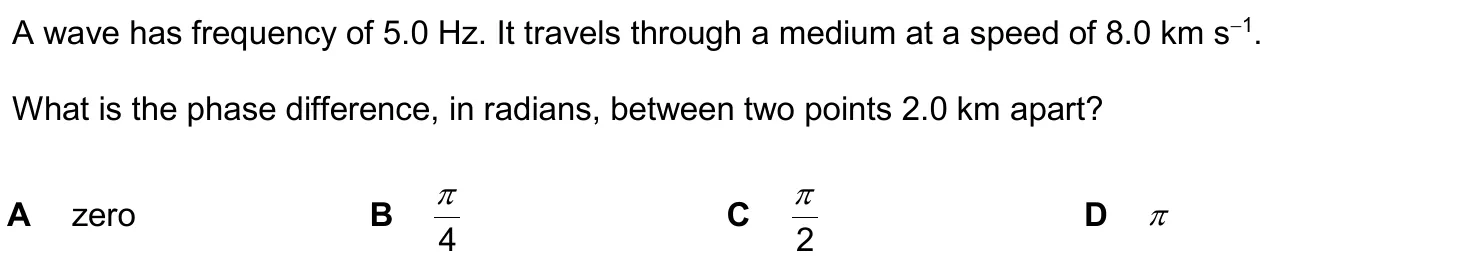 A wave has frequency of 5.0 Hz. It travels through a medium at a speed of 8.0 km s⁻¹.
What is the phase difference, in radians, between two points 2.0 km apart?
A zero B π/4 C π/2 D π